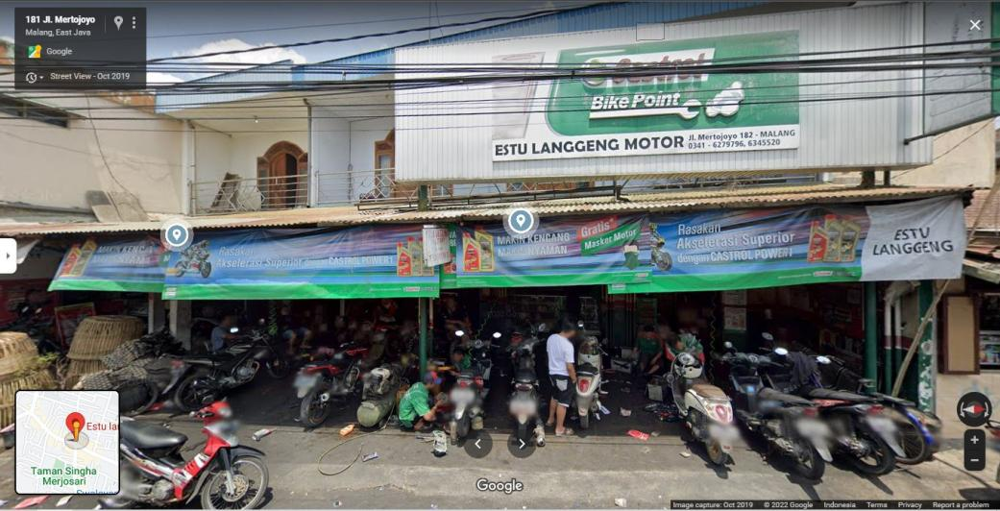 181 Jl. Mertojoyo
Malang, East Java
Google
Street View - Oct 2019
Castrol
Bike Point
ESTU LANGGENG MOTOR
Jl. Mertojoyo 182 - MALANG
0341 - 6279796, 6345520
MAKIN KENCANG
MAKIN NYAMAN
Rasakan
Akselerasi Superior
dengan CASTROL POWER1
MAKIN KENCANG
MAKIN NYAMAN
Gratis
Masker Motor
Rasakan
Akselerasi Superior
dengan CASTROL POWER1
ESTU
LANGGENG
Estu la
Taman Singha
Merjosari
Google
Image capture: Oct 2019 © 2022 Google Indonesia Terms Privacy Report a problem